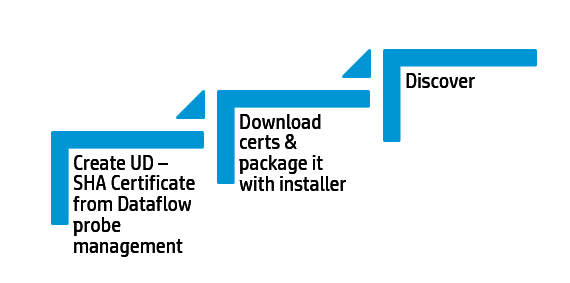 Create UD –
SHA Certificate
from Dataflow
probe
management
Download
certs &
package it
with installer
Discover